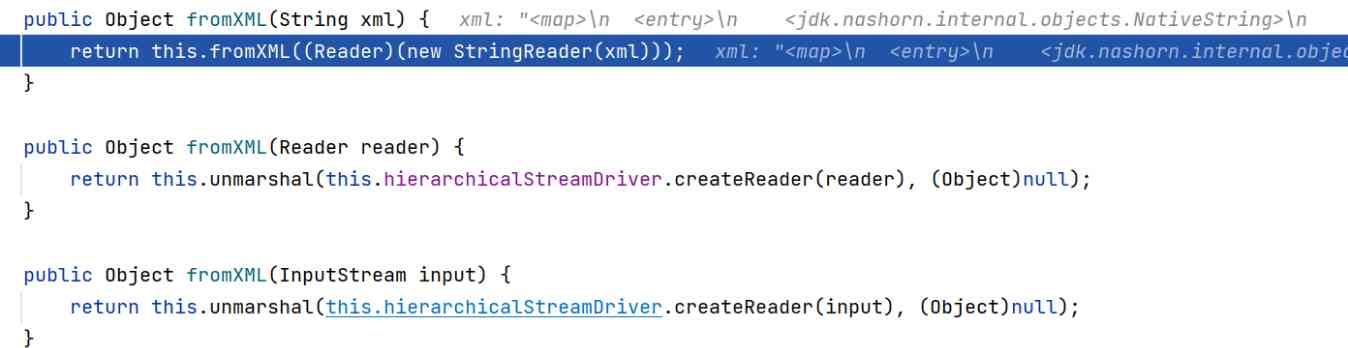 public Object fromXML(String xml) {   xml: "<map>\n  <entry>\n    <jdk.nashorn.internal.objects.NativeString>\n
    return this.fromXML((Reader)(new StringReader(xml)));   xml: "<map>\n  <entry>\n    <jdk.nashorn.internal.objec
}
public Object fromXML(Reader reader) {
    return this.unmarshal(this.hierarchicalStreamDriver.createReader(reader), (Object)null);
}
public Object fromXML(InputStream input) {
    return this.unmarshal(this.hierarchicalStreamDriver.createReader(input), (Object)null);
}